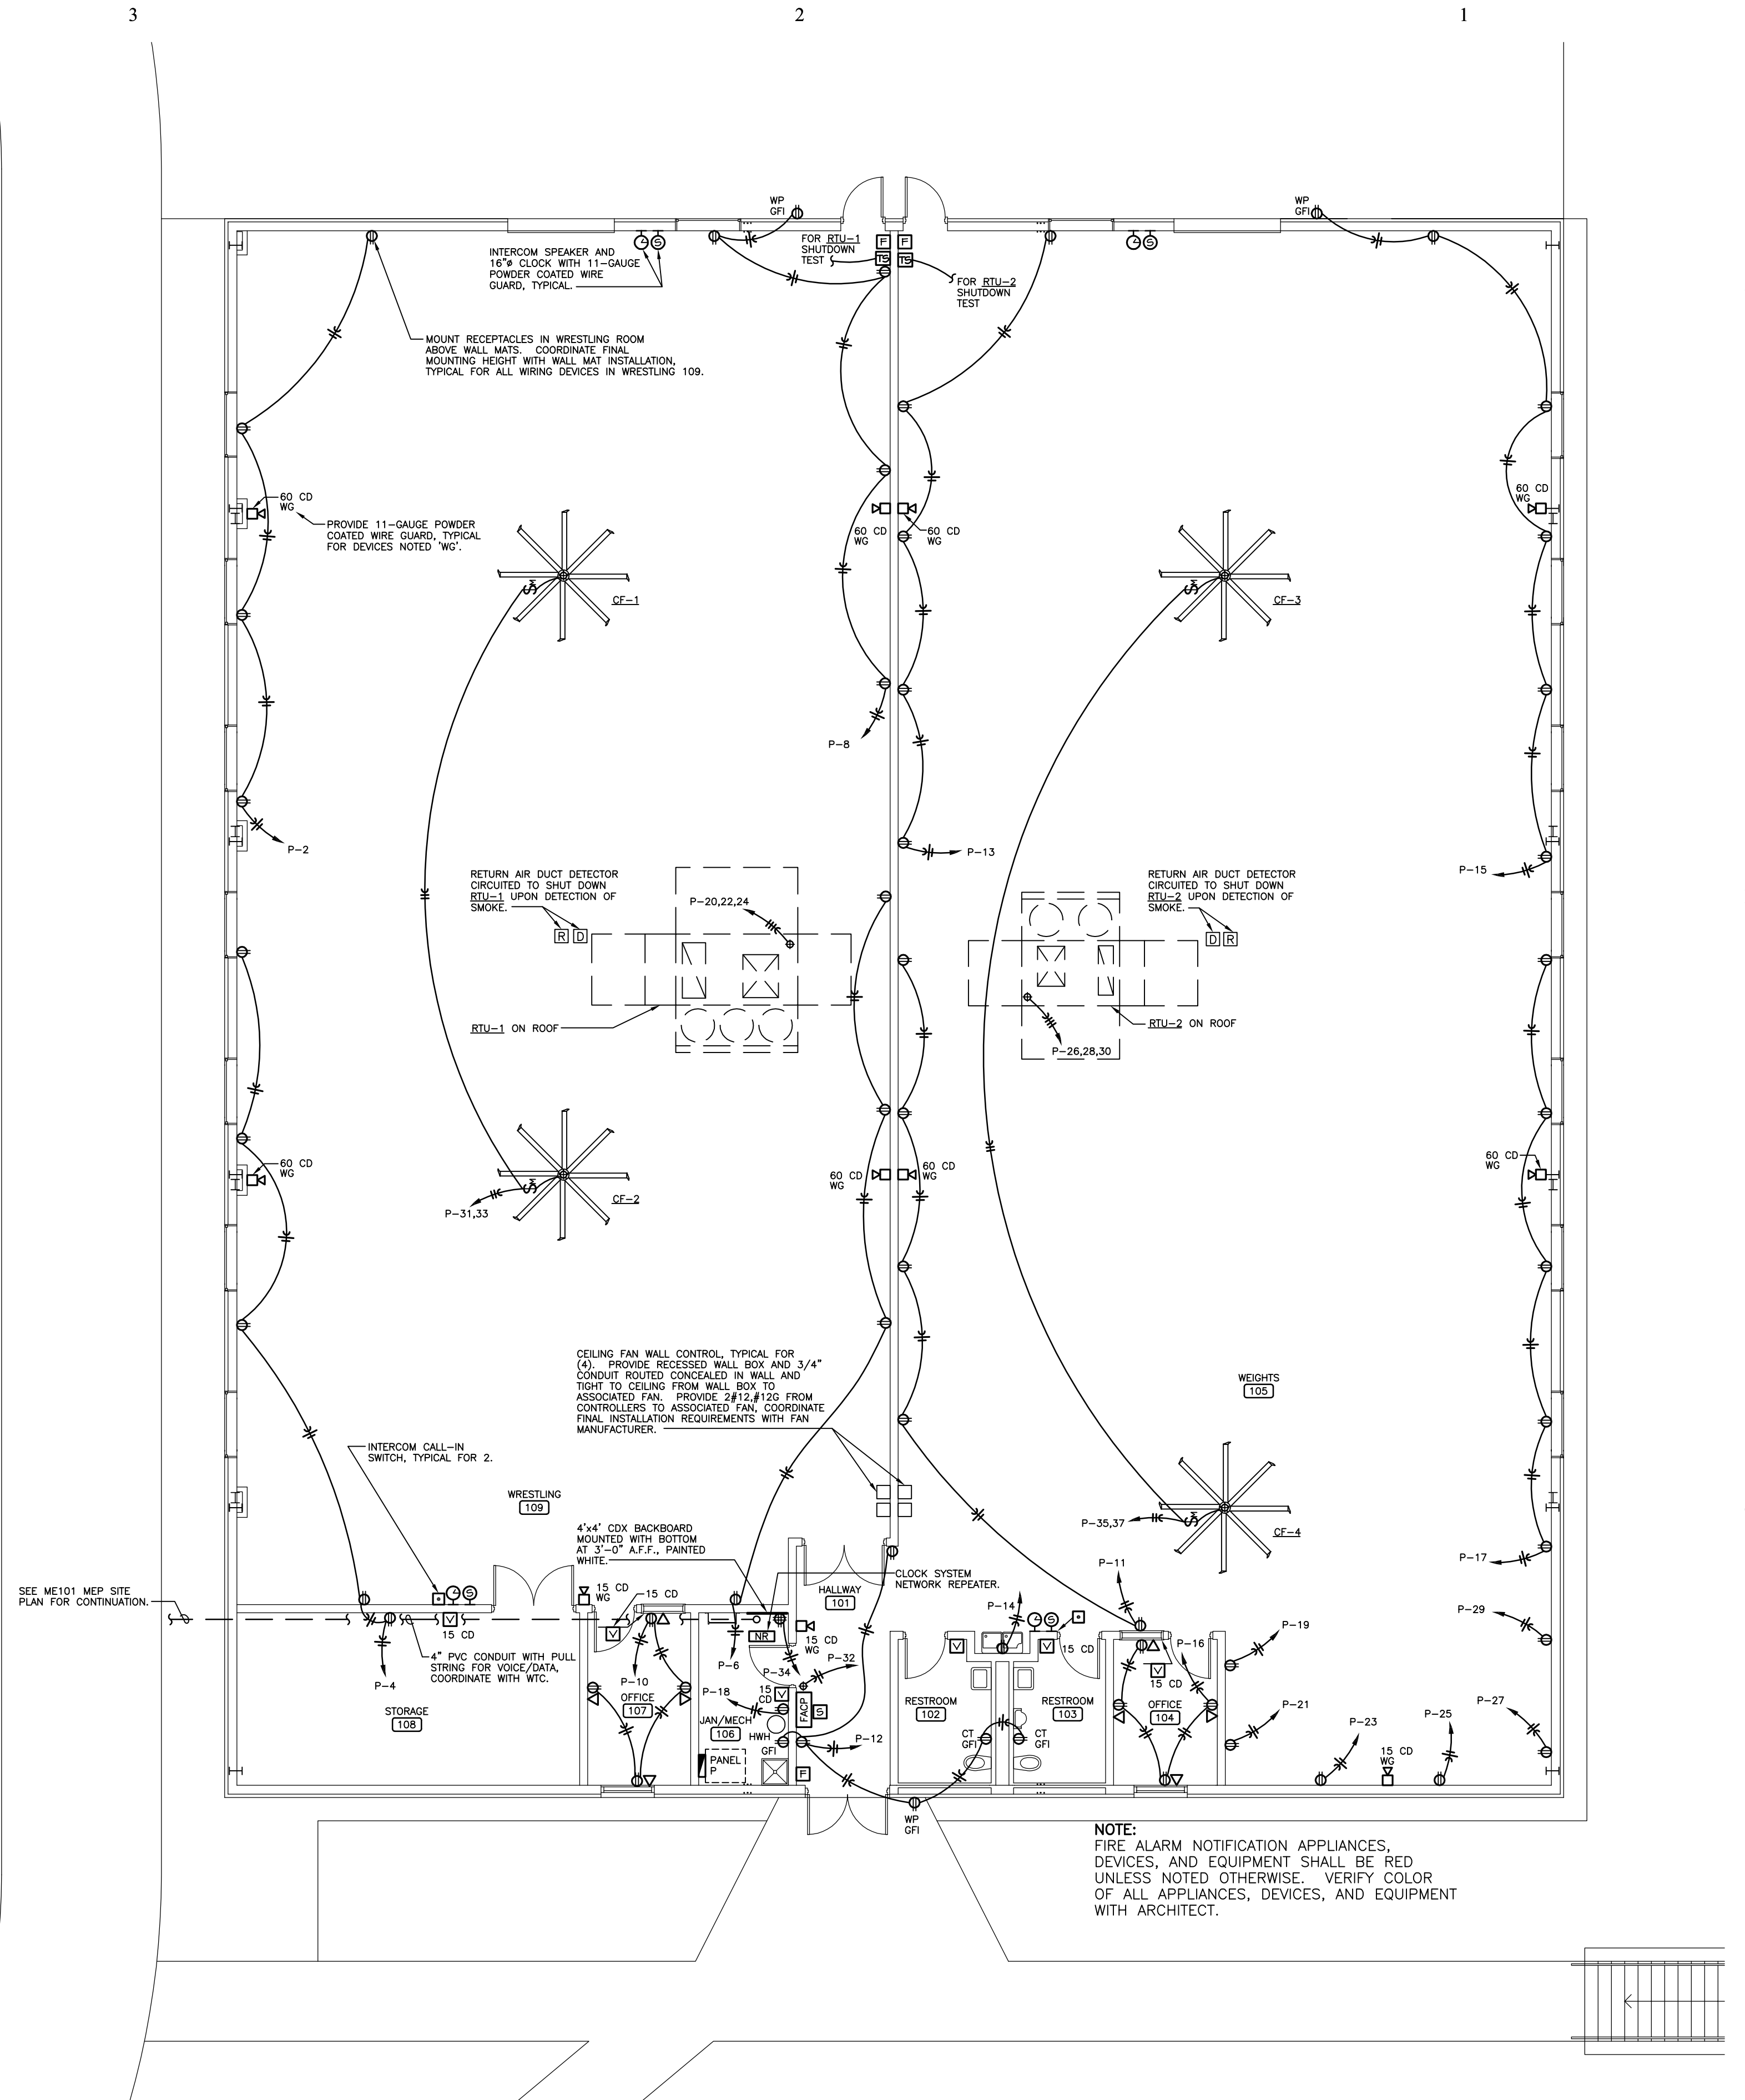 3
2
1
WP
GFI
WP
GFI
INTERCOM SPEAKER AND
16"ø CLOCK WITH 11-GAUGE
POWDER COATED WIRE
GUARD, TYPICAL.
S
S
FOR RTU-1
SHUTDOWN
TEST
F
F
TS
TS
FOR RTU-2
SHUTDOWN
TEST
MOUNT RECEPTACLES IN WRESTLING ROOM
ABOVE WALL MATS. COORDINATE FINAL
MOUNTING HEIGHT WITH WALL MAT INSTALLATION,
TYPICAL FOR ALL WIRING DEVICES IN WRESTLING 109.
60 CD
WG
PROVIDE 11-GAUGE POWDER
COATED WIRE GUARD, TYPICAL
FOR DEVICES NOTED 'WG'.
60 CD
WG
60 CD
WG
60 CD
WG
CF-1
CF-3
P-8
P-2
P-13
P-15
RETURN AIR DUCT DETECTOR
CIRCUITED TO SHUT DOWN
RTU-1 UPON DETECTION OF
SMOKE.
R D
P-20,22,24
RETURN AIR DUCT DETECTOR
CIRCUITED TO SHUT DOWN
RTU-2 UPON DETECTION OF
SMOKE.
D R
RTU-1 ON ROOF
RTU-2 ON ROOF
P-26,28,30
60 CD
WG
60 CD
WG
60 CD
WG
60 CD
WG
CF-2
P-31,33
CEILING FAN WALL CONTROL, TYPICAL FOR
(4). PROVIDE RECESSED WALL BOX AND 3/4"
CONDUIT ROUTED CONCEALED IN WALL AND
TIGHT TO CEILING FROM WALL BOX TO
ASSOCIATED FAN. PROVIDE 2#12,#12G FROM
CONTROLLERS TO ASSOCIATED FAN, COORDINATE
FINAL INSTALLATION REQUIREMENTS WITH FAN
MANUFACTURER.
WEIGHTS
105
INTERCOM CALL-IN
SWITCH, TYPICAL FOR 2.
WRESTLING
109
4'x4' CDX BACKBOARD
MOUNTED WITH BOTTOM
AT 3'-0" A.F.F., PAINTED
WHITE.
P-35,37
CF-4
P-17
P-11
CLOCK SYSTEM
NETWORK REPEATER.
HALLWAY
101
SEE ME101 MEP SITE
PLAN FOR CONTINUATION.
S
15 CD
WG
15 CD
V
15 CD
V
NR
15 CD
WG
P-14
S
V
V
15 CD
P-19
P-29
4" PVC CONDUIT WITH PULL
STRING FOR VOICE/DATA,
COORDINATE WITH WTC.
P-4
P-10
P-6
P-34
P-32
P-16
V
15 CD
STORAGE
108
OFFICE
107
P-18
15
CD
V
JAN/MECH
106
HWH
GFI
FACP
S
P-12
RESTROOM
102
RESTROOM
103
CT
GFI
CT
GFI
OFFICE
104
P-21
P-23
P-25
P-27
PANEL
P
F
15 CD
WG
WP
GFI
NOTE:
FIRE ALARM NOTIFICATION APPLIANCES,
DEVICES, AND EQUIPMENT SHALL BE RED
UNLESS NOTED OTHERWISE. VERIFY COLOR
OF ALL APPLIANCES, DEVICES, AND EQUIPMENT
WITH ARCHITECT.